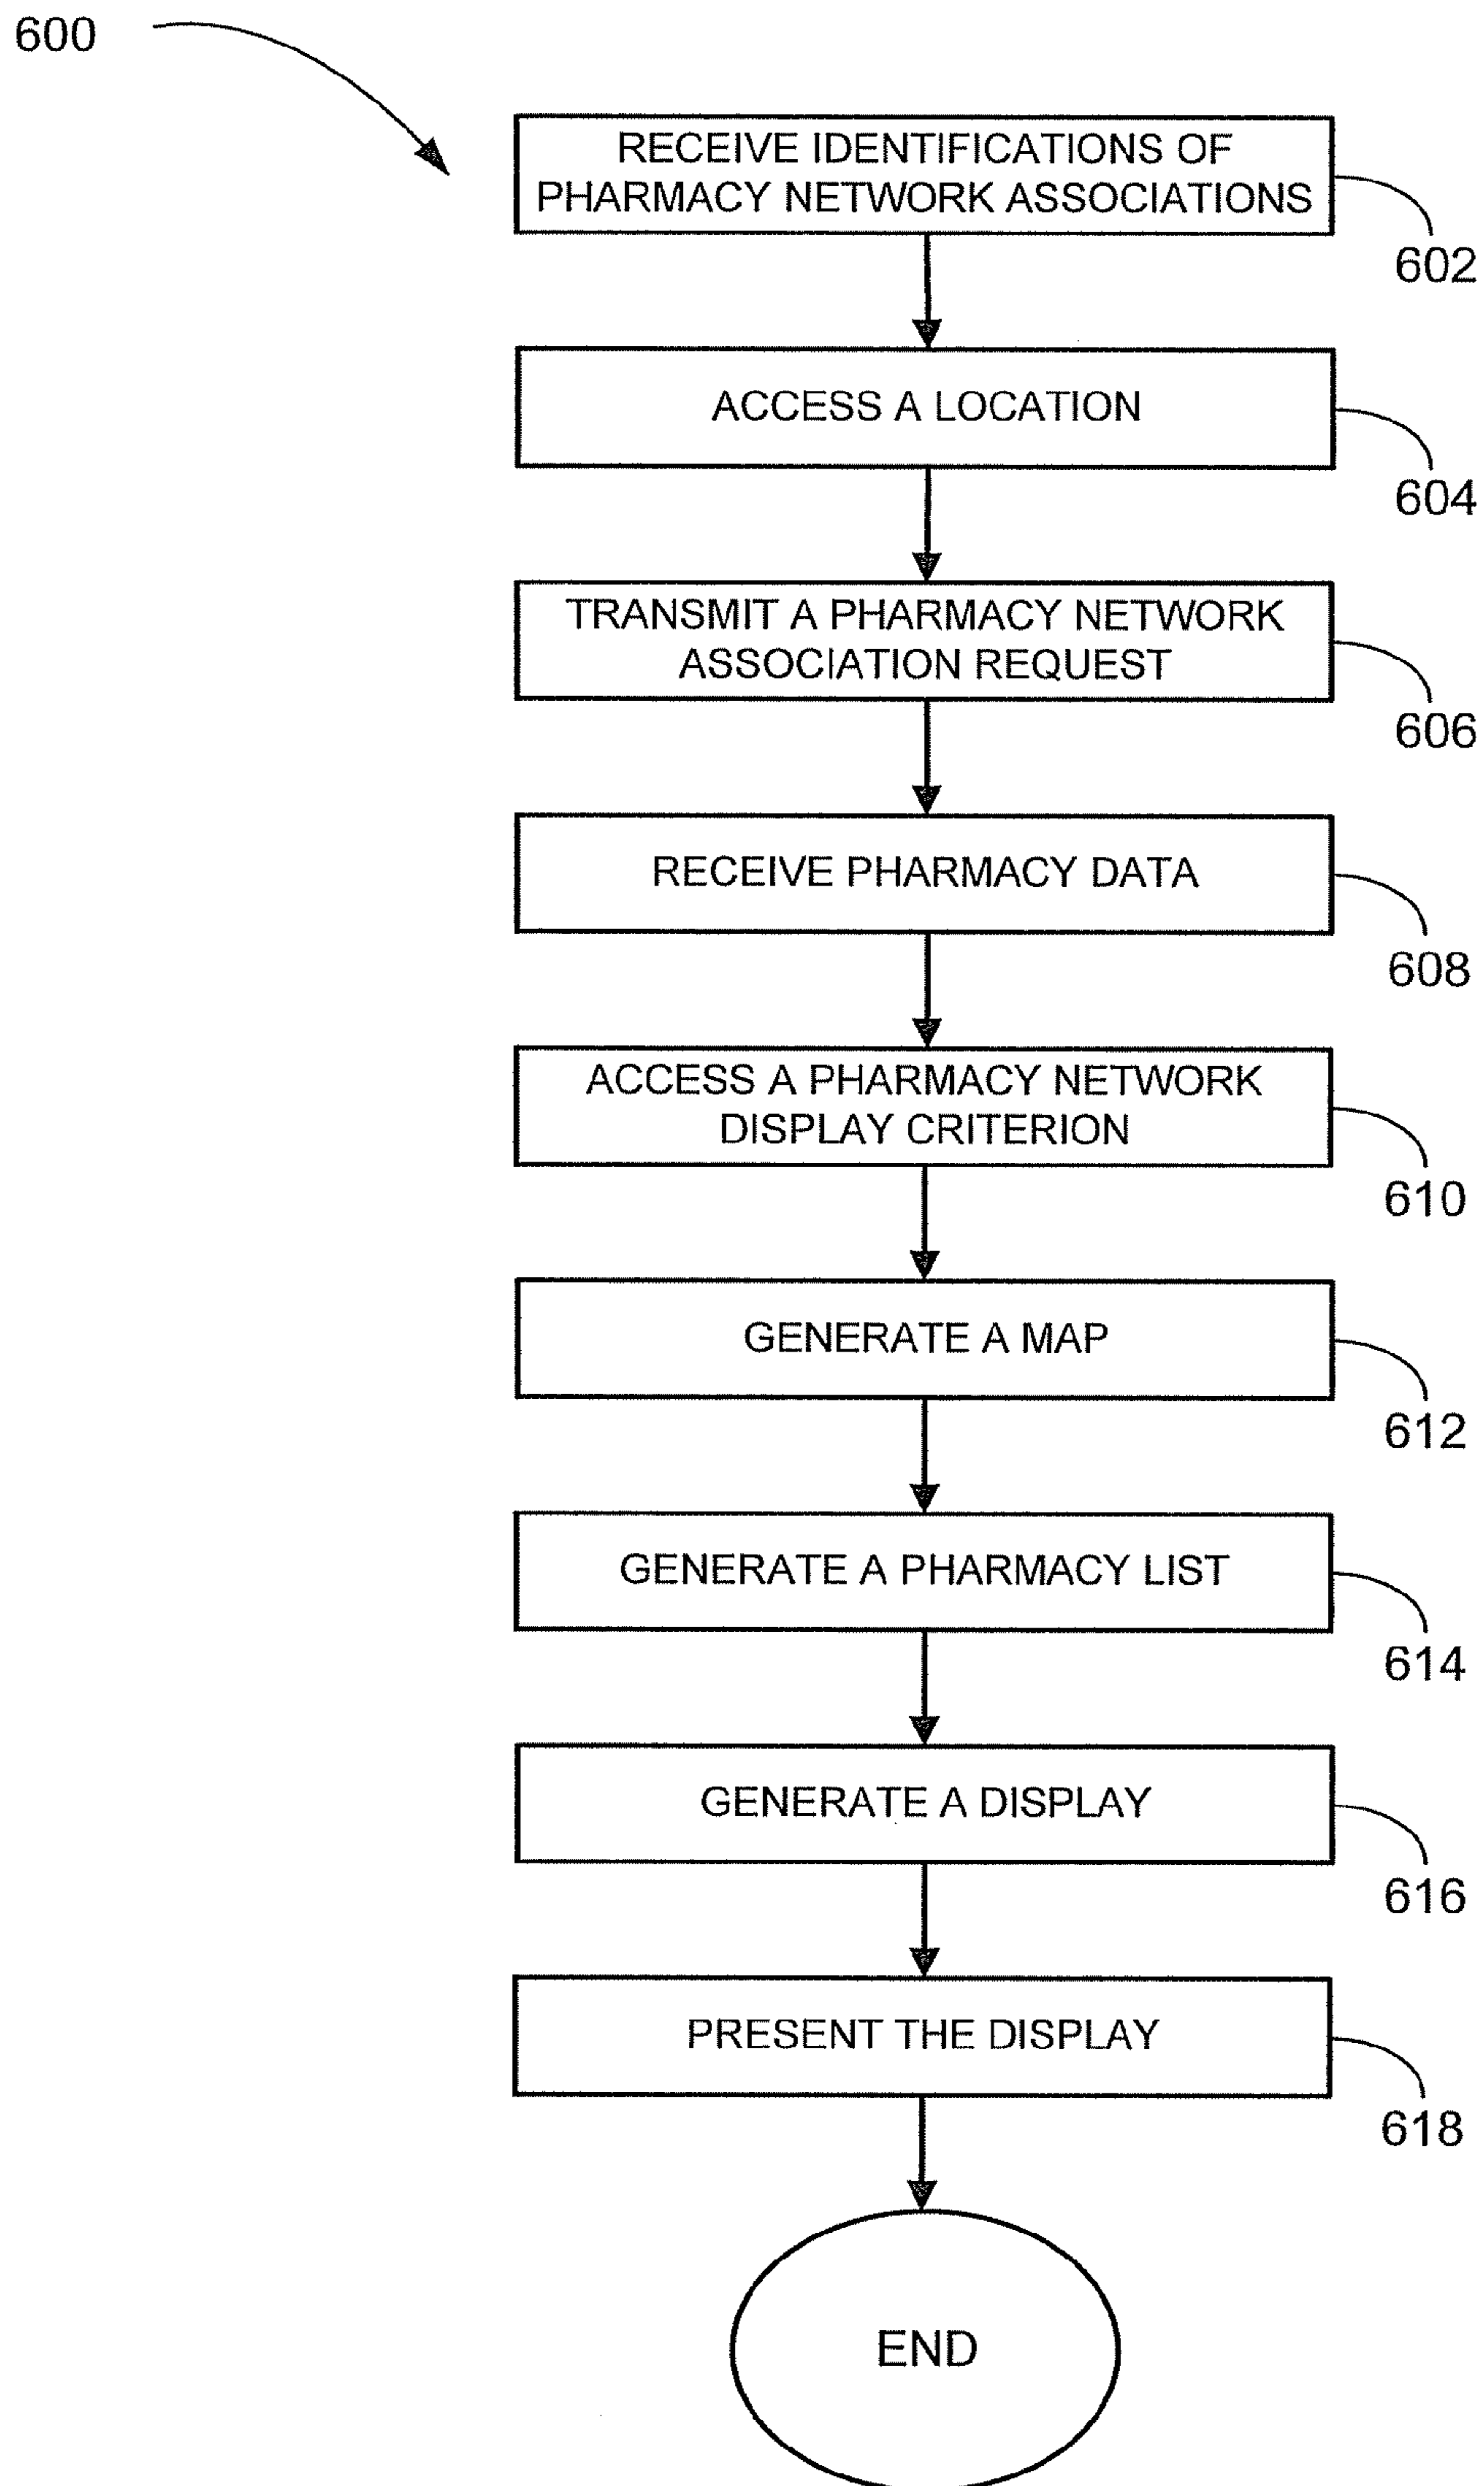 600
RECEIVE IDENTIFICATIONS OF
PHARMACY NETWORK ASSOCIATIONS
602
ACCESS A LOCATION
604
TRANSMIT A PHARMACY NETWORK
ASSOCIATION REQUEST
606
RECEIVE PHARMACY DATA
608
ACCESS A PHARMACY NETWORK
DISPLAY CRITERION
610
GENERATE A MAP
612
GENERATE A PHARMACY LIST
614
GENERATE A DISPLAY
616
PRESENT THE DISPLAY
618
END